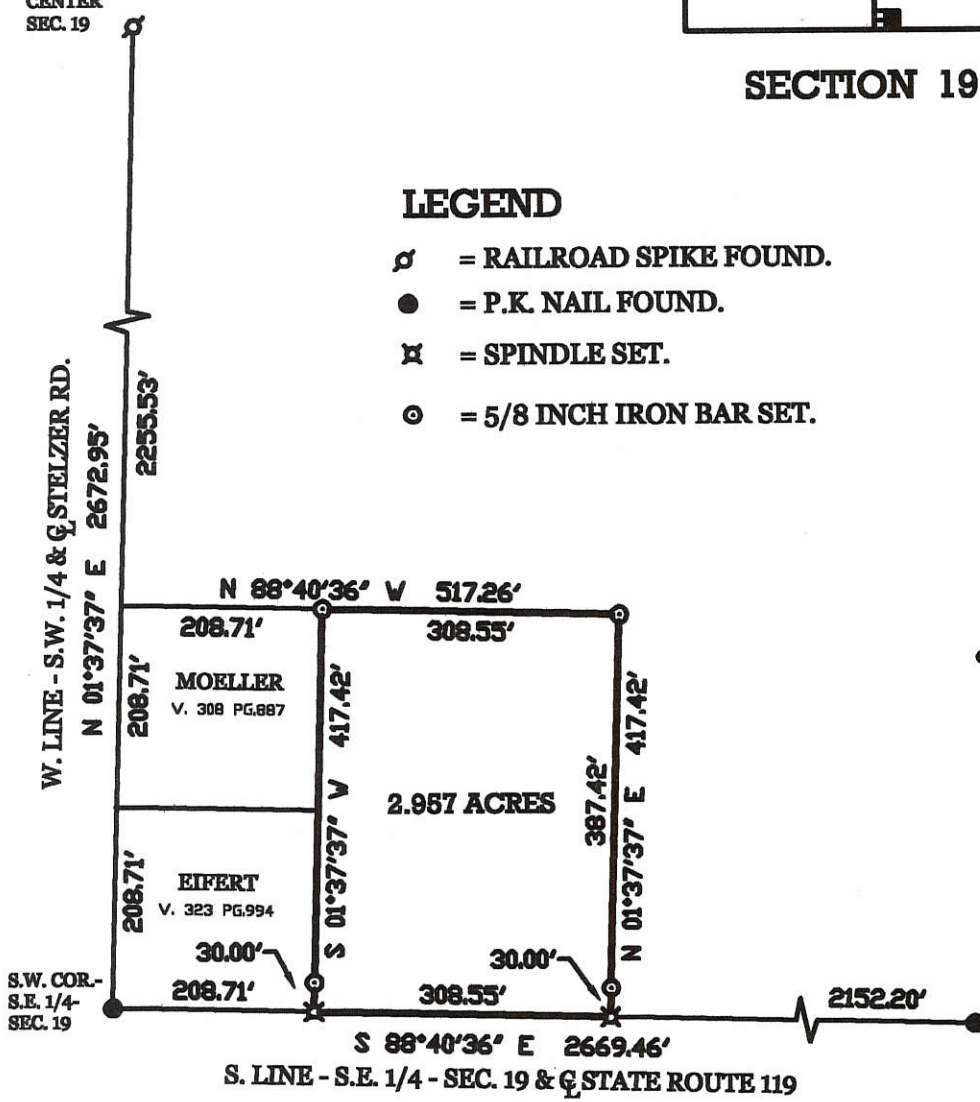 CENTER
SEC. 19
SECTION 19
LEGEND
= RAILROAD SPIKE FOUND.
= P.K. NAIL FOUND.
= SPINDLE SET.
= 5/8 INCH IRON BAR SET.
W. LINE - S.W. 1/4 & ℄ STELZER RD.
N 01°37'37" E 2672.95'
2255.53'
N 88°40'36" W 517.26'
208.71'
308.55'
208.71'
MOELLER
V. 308 PG.887
S 01°37'37" W 417.42'
2.957 ACRES
387.42'
N 01°37'37" E 417.42'
208.71'
EIFERT
V. 323 PG.994
30.00'
30.00'
S.W. COR.-
S.E. 1/4-
SEC. 19
208.71'
308.55'
2152.20'
S 88°40'36" E 2669.46'
S. LINE - S.E. 1/4 - SEC. 19 & ℄ STATE ROUTE 119